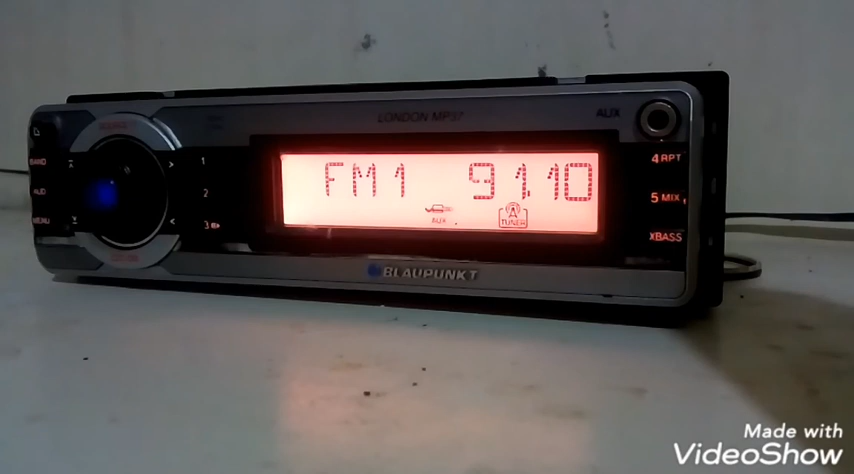 LONDON MP37
AUX
BAND
AUD
MENU
1
2
3
FM1 91.10
AUX
TUNER
4 RPT
5 MIX
XBASS
BLAUPUNKT
Made with
VideoShow